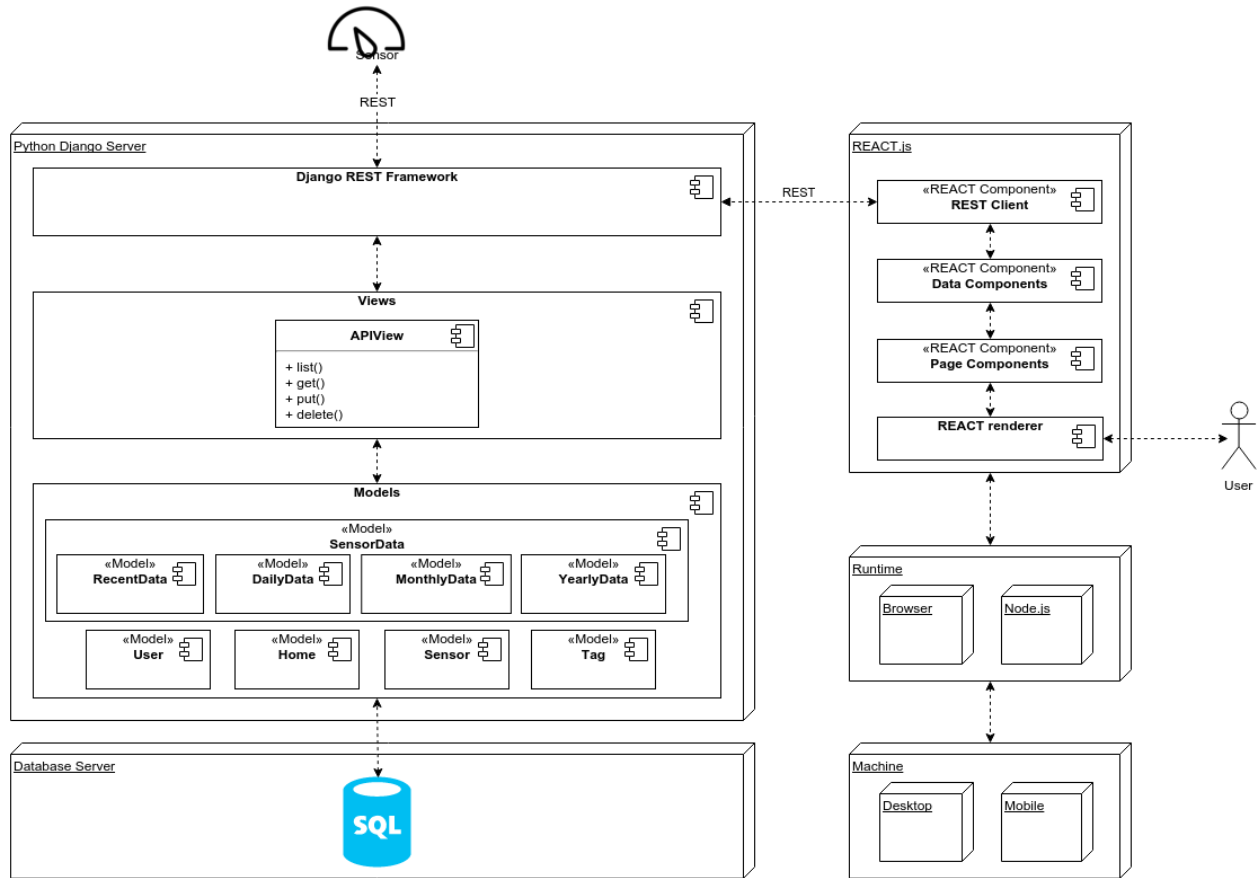 Sensor
REST
Python Django Server
Django REST Framework
Views
APIView
+ list()
+ get()
+ put()
+ delete()
Models
«Model»
SensorData
«Model»
RecentData
«Model»
DailyData
«Model»
MonthlyData
«Model»
YearlyData
«Model»
User
«Model»
Home
«Model»
Sensor
«Model»
Tag
Database Server
SQL
REST
REACT.js
«REACT Component»
REST Client
«REACT Component»
Data Components
«REACT Component»
Page Components
REACT renderer
User
Runtime
Browser
Node.js
Machine
Desktop
Mobile